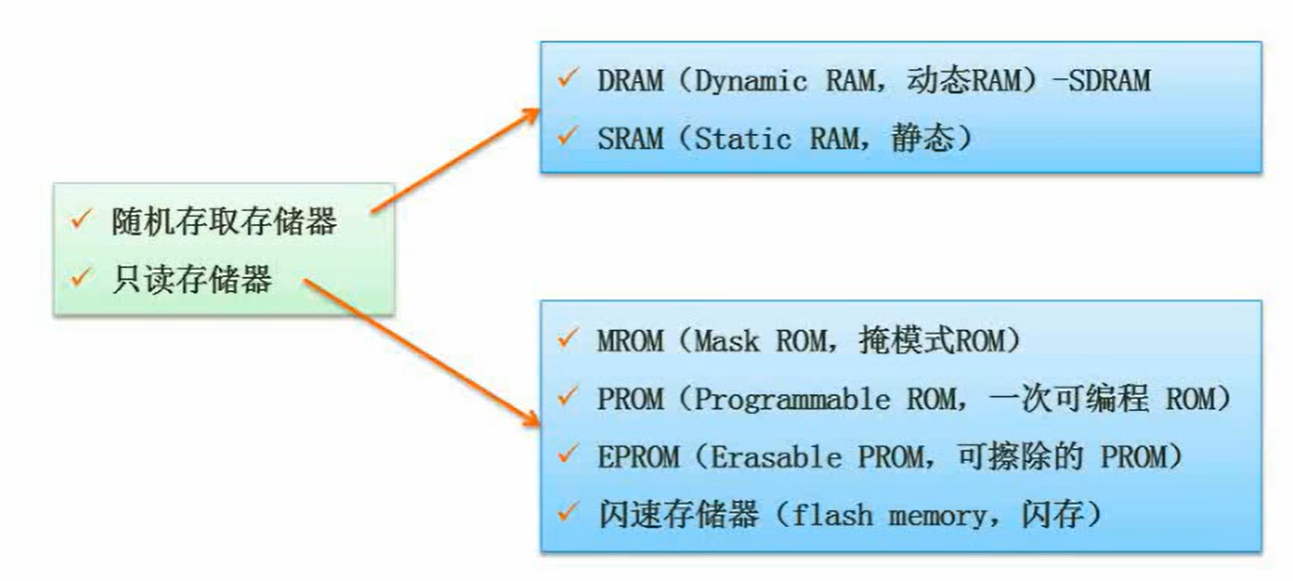 随机存取存储器
只读存储器
DRAM（Dynamic RAM，动态RAM）-SDRAM
SRAM（Static RAM，静态）
MROM（Mask ROM，掩模式ROM）
PROM（Programmable ROM，一次可编程 ROM）
EPROM（Erasable PROM，可擦除的 PROM）
闪速存储器（flash memory，闪存）